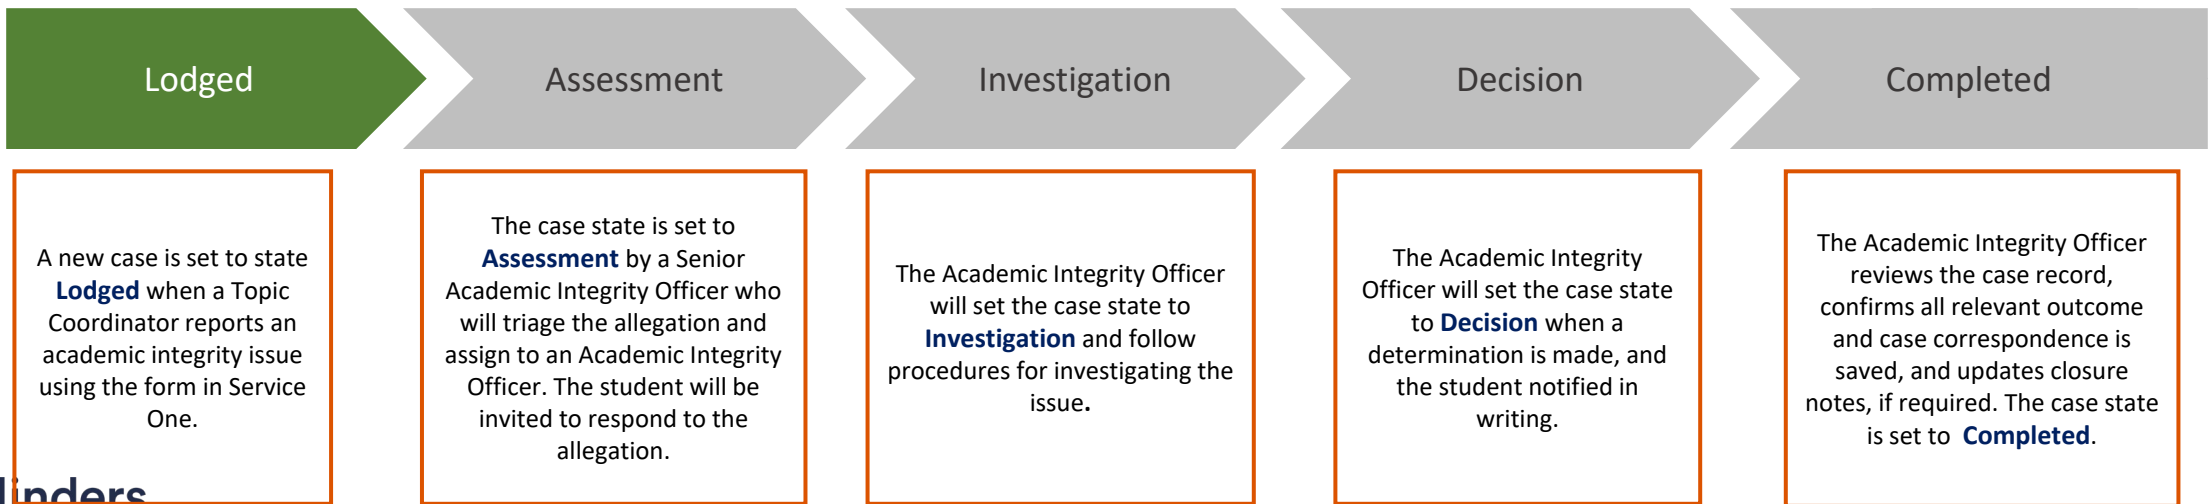 Lodged
Assessment
Investigation
Decision
Completed
A new case is set to state
Lodged when a Topic
Coordinator reports an
academic integrity issue
using the form in Service
One.
The case state is set to
Assessment by a Senior
Academic Integrity Officer who
will triage the allegation and
assign to an Academic Integrity
Officer. The student will be
invited to respond to the
allegation.
The Academic Integrity Officer
will set the case state to
Investigation and follow
procedures for investigating the
issue.
The Academic Integrity
Officer will set the case state
to Decision when a
determination is made, and
the student notified in
writing.
The Academic Integrity Officer
reviews the case record,
confirms all relevant outcome
and case correspondence is
saved, and updates closure
notes, if required. The case state
is set to Completed.